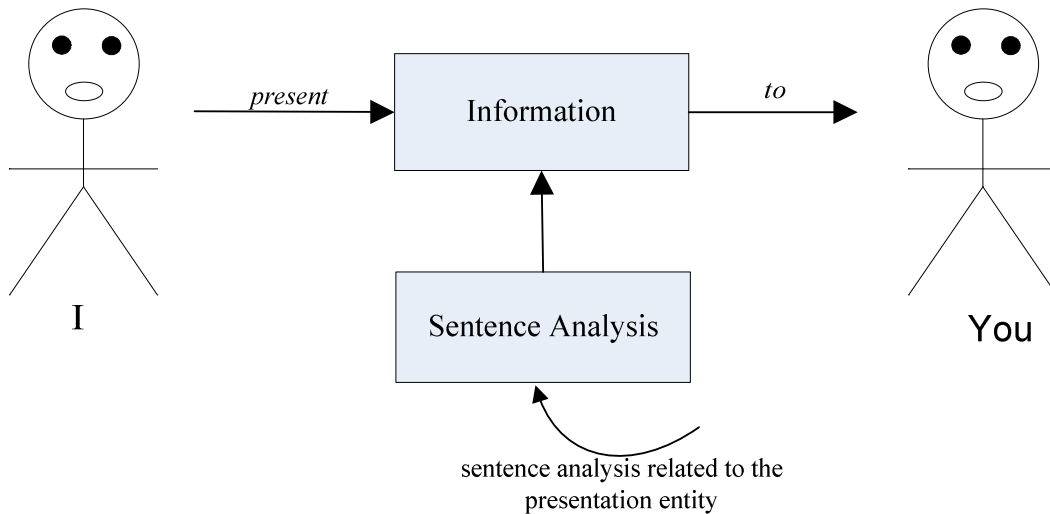 present
Information
to
Sentence Analysis
I
You
sentence analysis related to the
presentation entity